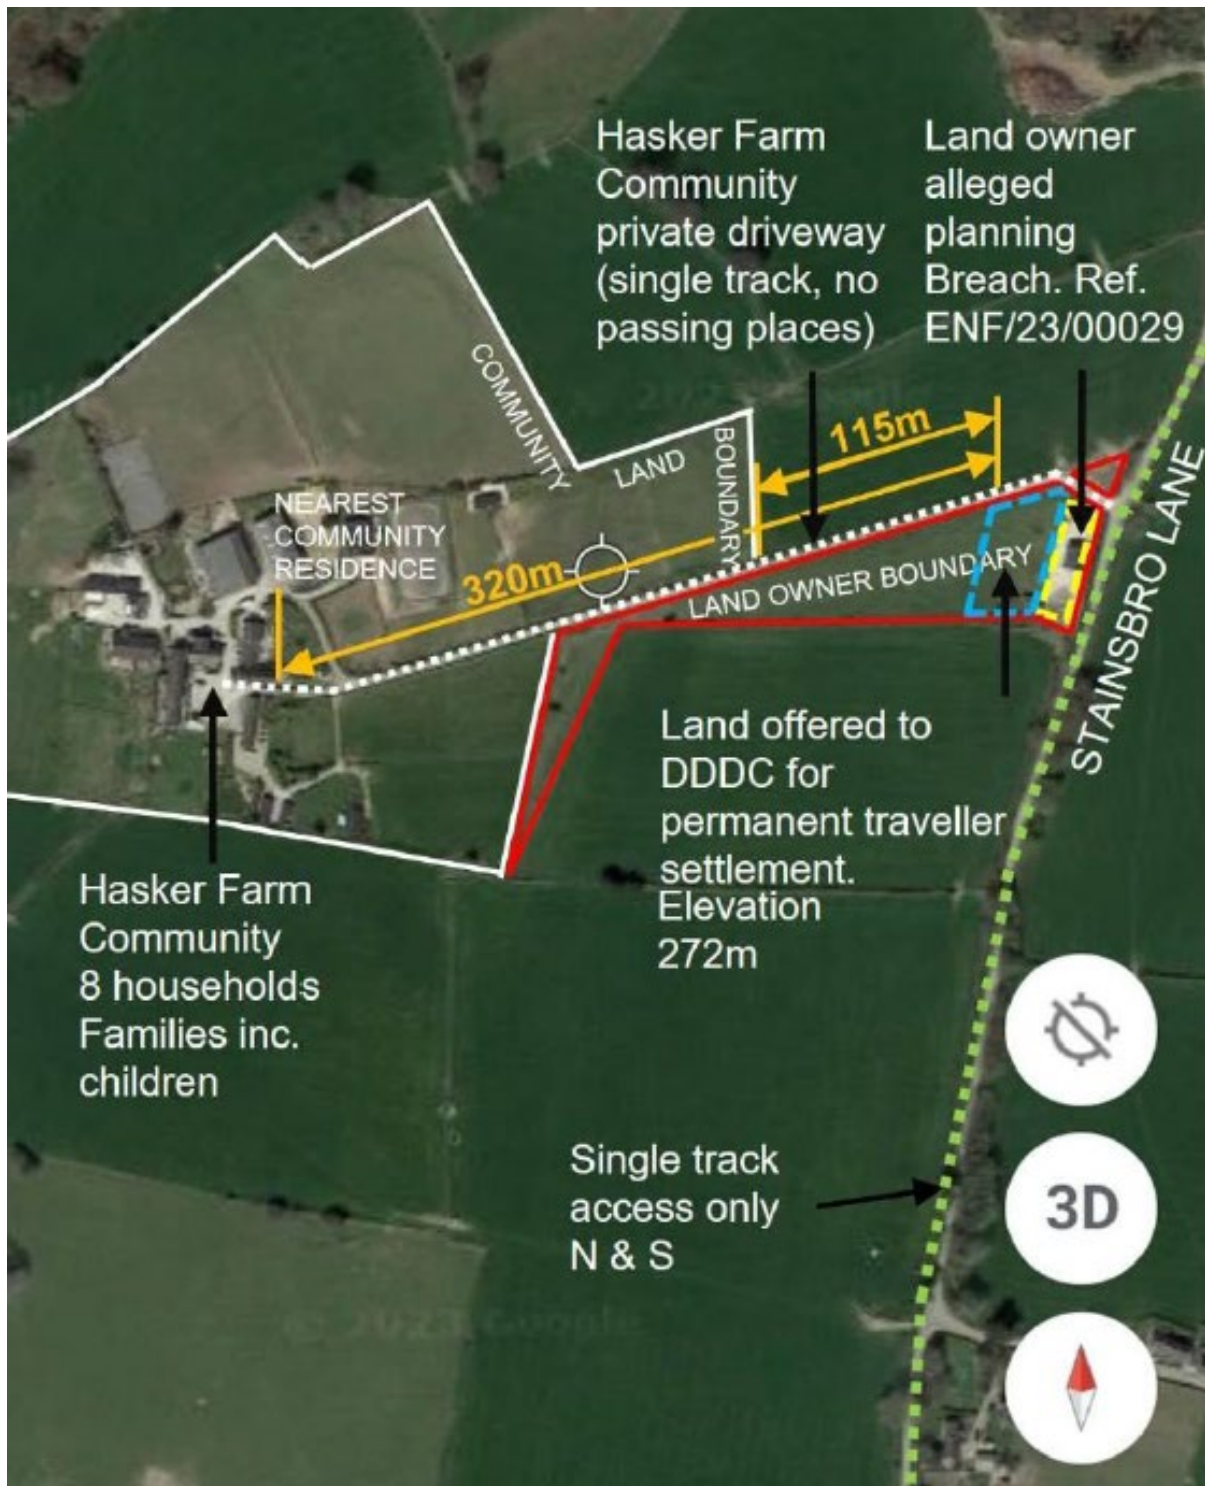 Hasker Farm
Community
private driveway
(single track, no
passing places)
Land owner
alleged
planning
Breach. Ref.
ENF/23/00029
COMMUNITY
LAND
BOUNDARY
115m
NEAREST
COMMUNITY
RESIDENCE
320m
LAND OWNER BOUNDARY
STAINSBRO LANE
Land offered to
DDDC for
permanent traveller
settlement.
Elevation
272m
Hasker Farm
Community
8 households
Families inc.
children
Single track
access only
N & S
3D
© 2023 Google